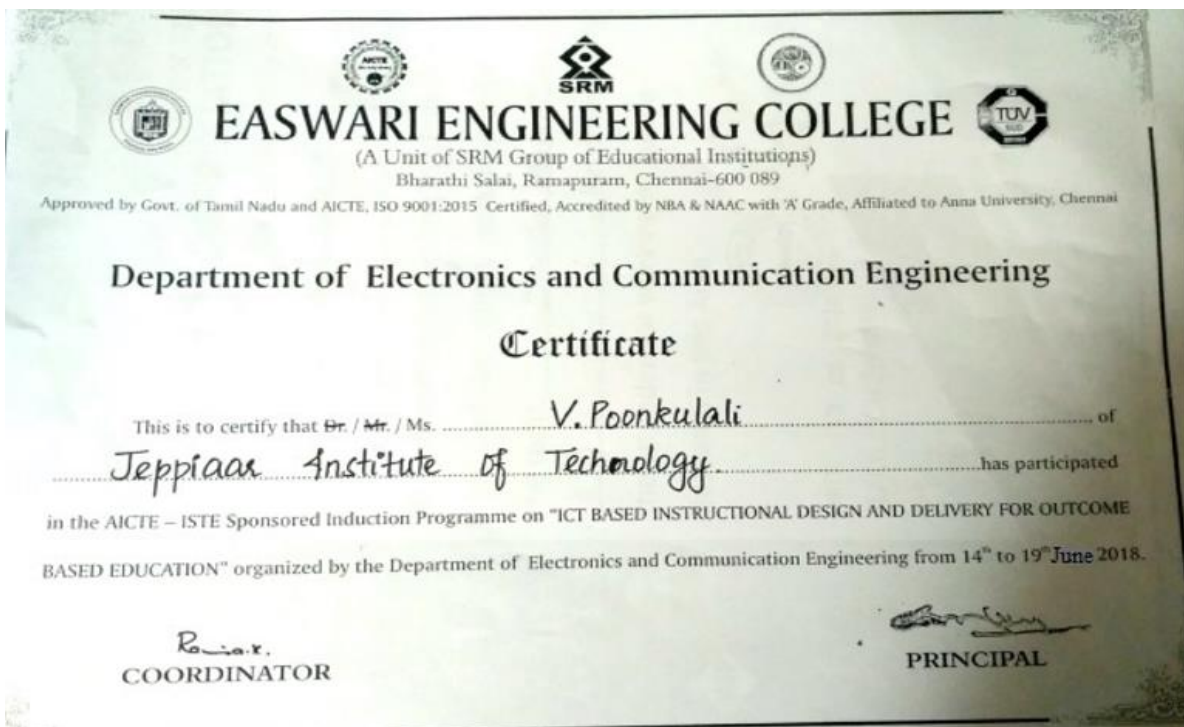 AICTE
SRM
EASWARI ENGINEERING COLLEGE
TÜV
SUD
(A Unit of SRM Group of Educational Institutions)
Bharathi Salai, Ramapuram, Chennai-600 089
Approved by Govt. of Tamil Nadu and AICTE, ISO 9001:2015 Certified, Accredited by NBA & NAAC with 'A' Grade, Affiliated to Anna University, Chennai
Department of Electronics and Communication Engineering
Certificate
This is to certify that Dr. / Mr. / Ms. V. Poonkulali of
Jeppiaar Institute of Technology. has participated
in the AICTE – ISTE Sponsored Induction Programme on "ICT BASED INSTRUCTIONAL DESIGN AND DELIVERY FOR OUTCOME
BASED EDUCATION" organized by the Department of Electronics and Communication Engineering from 14th to 19th June 2018.
COORDINATOR
PRINCIPAL